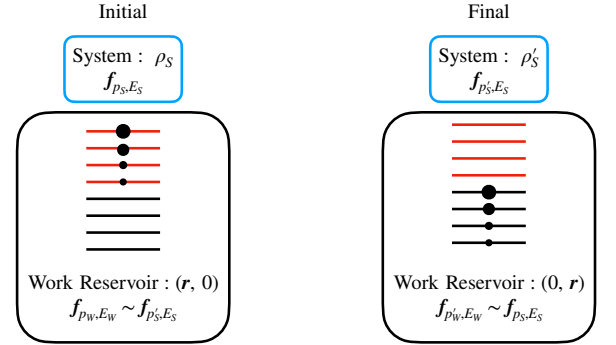 Initial
System : ρ_S
f_{p_S,E_S}
Work Reservoir : (r, 0)
f_{p_W,E_W} ~ f_{p′_S,E_S}
Final
System : ρ′_S
f_{p′_S,E_S}
Work Reservoir : (0, r)
f_{p′_W,E_W} ~ f_{p_S,E_S}